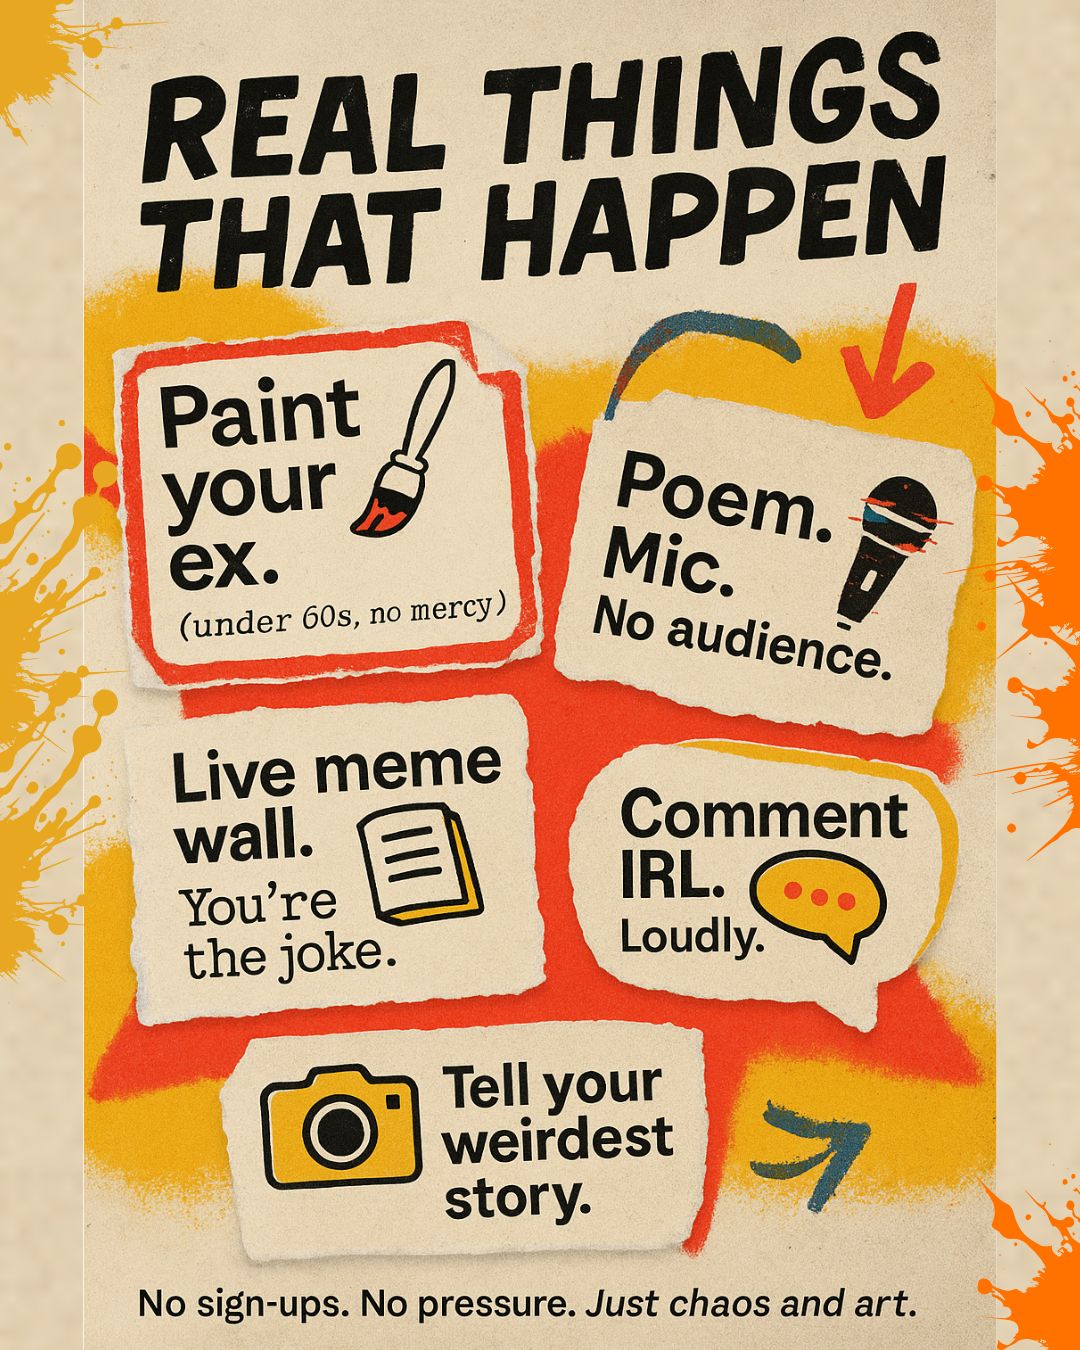 REAL THINGS
THAT HAPPEN
Paint
your
ex.
(under 60s, no mercy)
Poem.
Mic.
No audience.
Live meme
wall.
You're
the joke.
Comment
IRL.
Loudly.
Tell your
weirdest
story.
No sign-ups. No pressure. Just chaos and art.